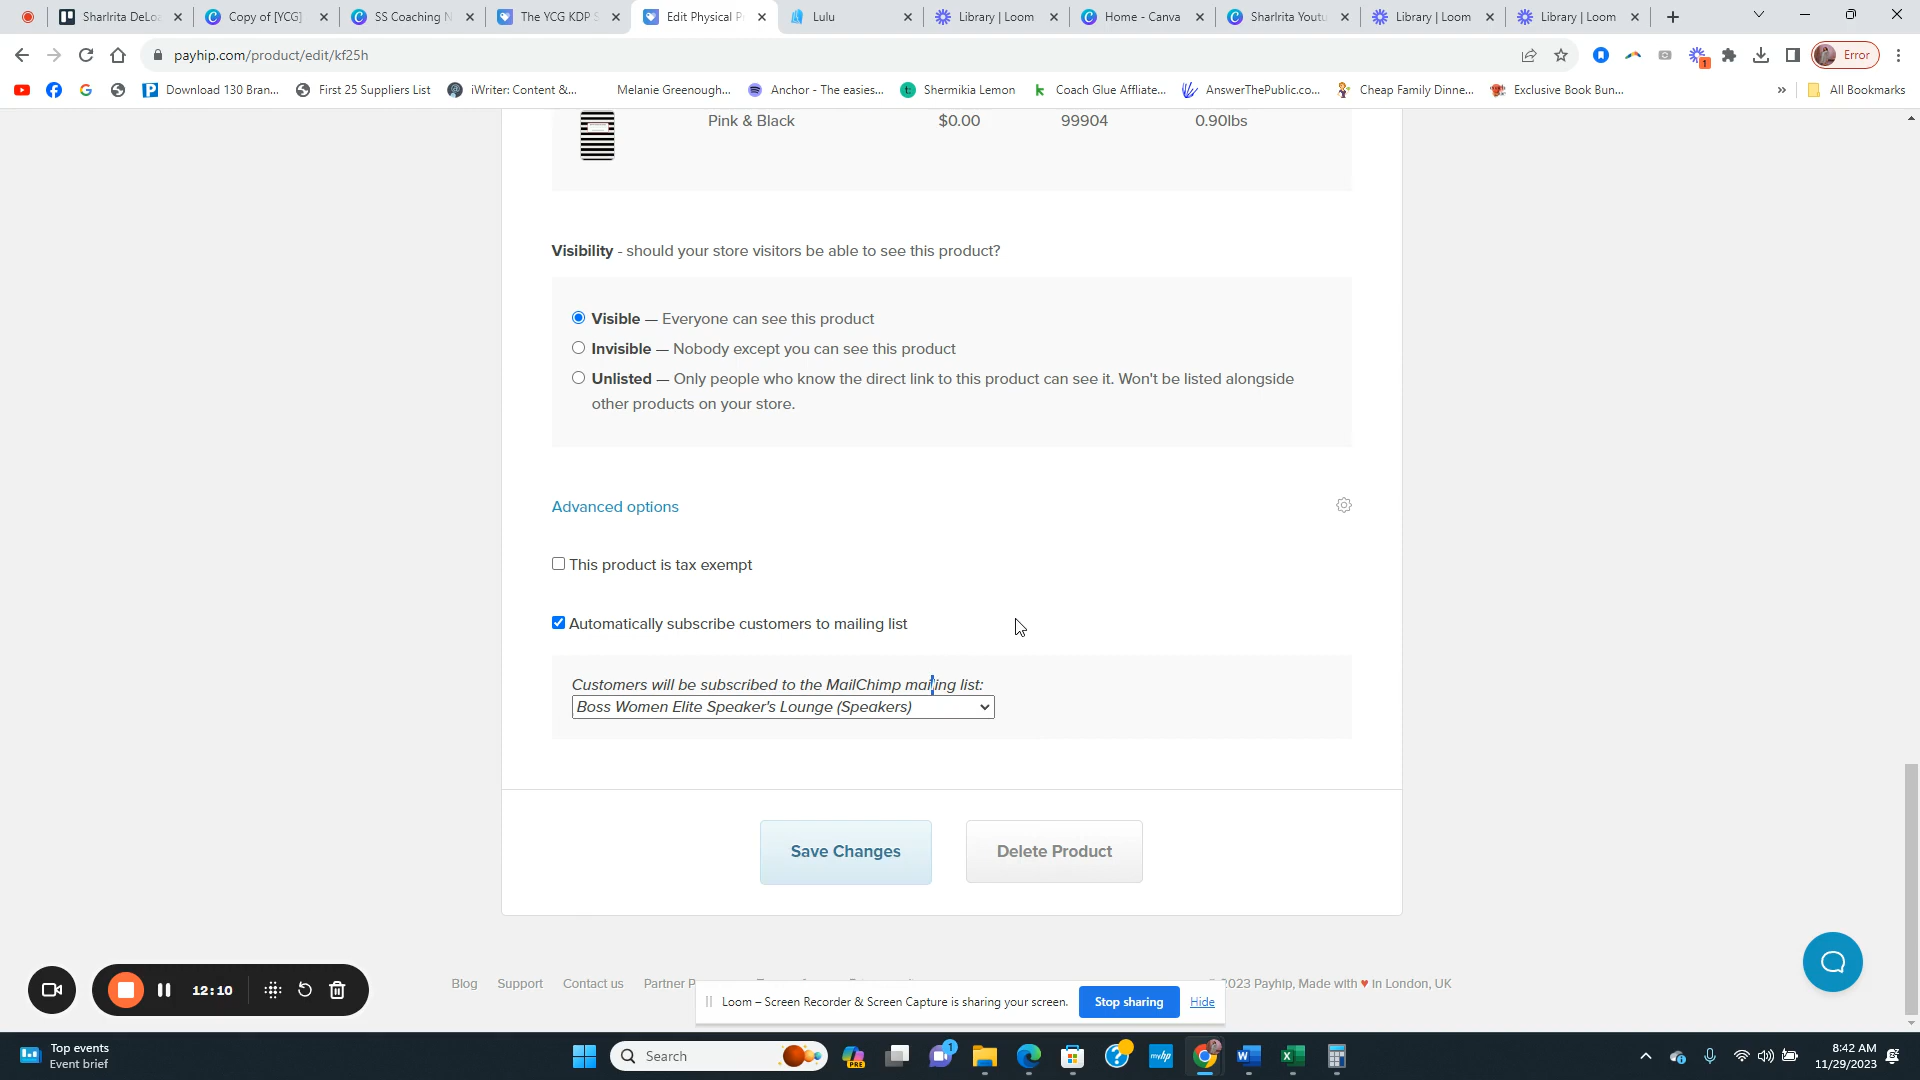 SharIrita DeLoa
Copy of [YCG]
SS Coaching N
The YCG KDP S
Edit Physical P
Lulu
Library | Loom
Home - Canva
SharIrita Youtu
Library | Loom
Library | Loom
payhip.com/product/edit/kf25h
Error
1
Download 130 Bran...
First 25 Suppliers List
iWriter: Content &...
Melanie Greenough...
Anchor - The easies...
Shermikia Lemon
Coach Glue Affliate...
AnswerThePublic.co...
Cheap Family Dinne...
Exclusive Book Bun...
»
All Bookmarks
Pink & Black $0.00 99904 0.90lbs
Visibility - should your store visitors be able to see this product?
Visible — Everyone can see this product
Invisible — Nobody except you can see this product
Unlisted — Only people who know the direct link to this product can see it. Won't be listed alongside
other products on your store.
Advanced options
This product is tax exempt
Automatically subscribe customers to mailing list
Customers will be subscribed to the MailChimp mailing list:
Boss Women Elite Speaker's Lounge (Speakers)
Save Changes
Delete Product
12:10
Blog Support Contact us Partner P
2023 Payhip, Made with ♥ in London, UK
Loom – Screen Recorder & Screen Capture is sharing your screen.
Stop sharing
Hide
Top events
Event brief
Search
PRE
1
myhp
8:42 AM
11/29/2023